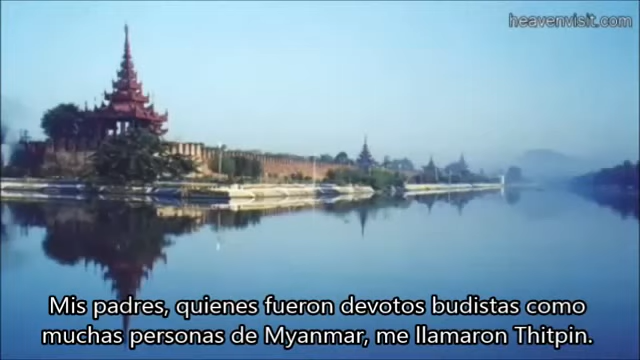 heavenvisit.com
Mis padres, quienes fueron devotos budistas como
muchas personas de Myanmar, me llamaron Thitpin.